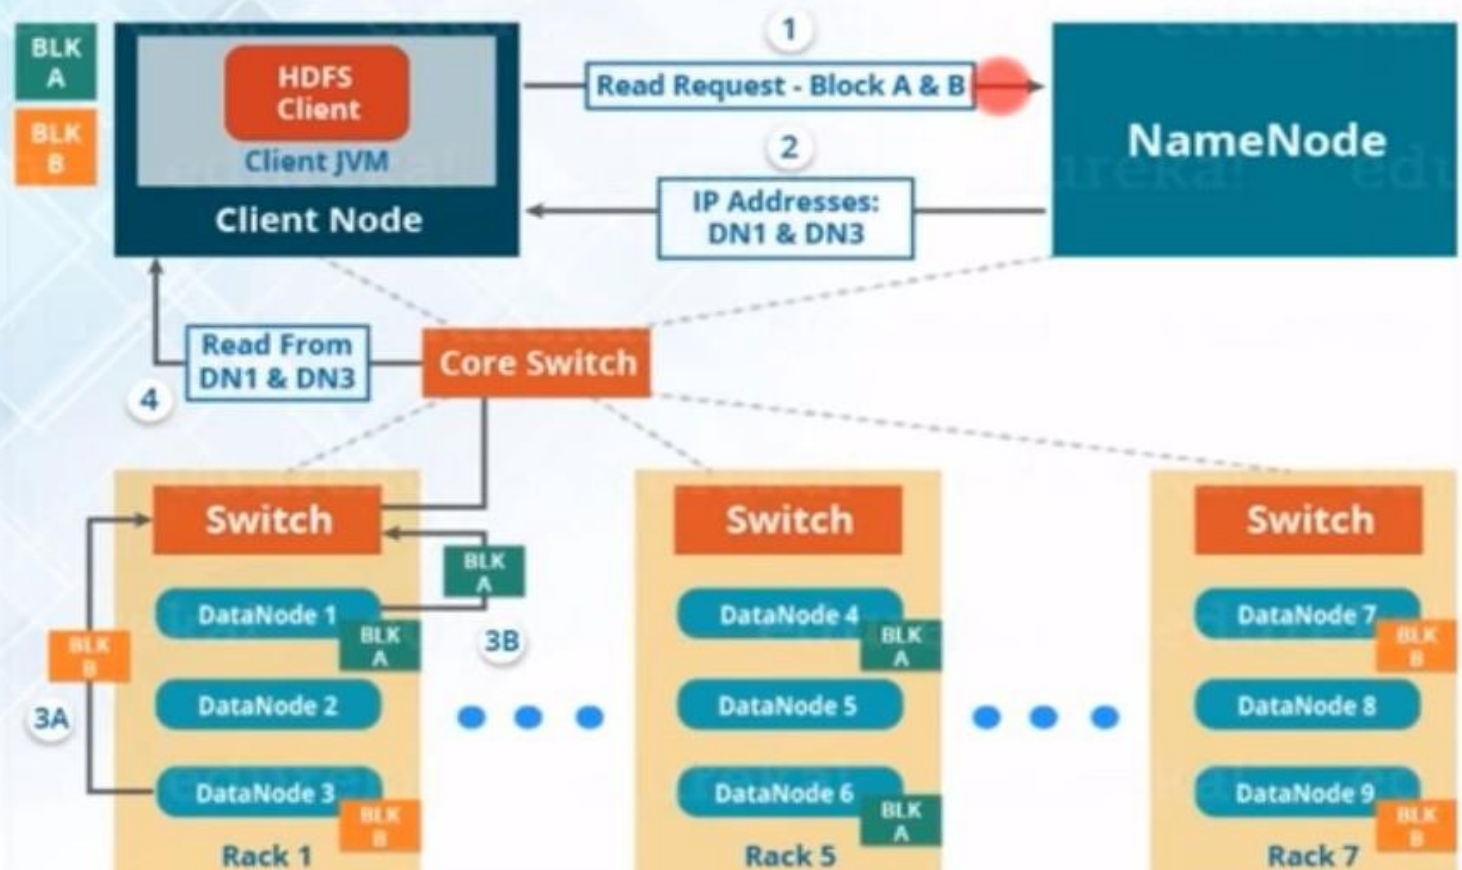 BLK
A
BLK
B
HDFS
Client
Client JVM
Client Node
1
Read Request - Block A & B
2
IP Addresses:
DN1 & DN3
NameNode
edureka!
Read From
DN1 & DN3
4
Core Switch
Switch
BLK
A
DataNode 1
BLK
A
3B
BLK
B
3A
DataNode 2
DataNode 3
BLK
B
Rack 1
Switch
DataNode 4
BLK
A
DataNode 5
DataNode 6
BLK
A
Rack 5
Switch
DataNode 7
BLK
B
DataNode 8
DataNode 9
BLK
B
Rack 7